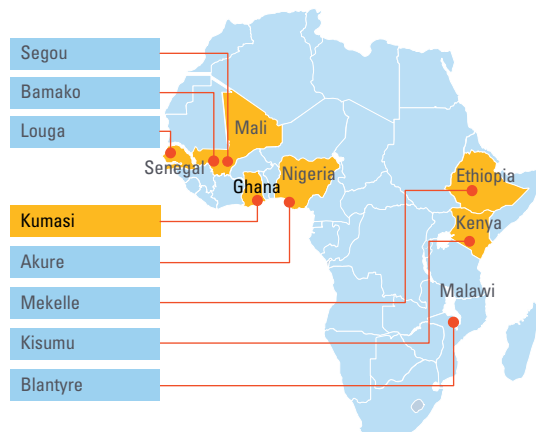 Segou
Bamako
Louga
Kumasi
Akure
Mekelle
Kisumu
Blantyre
Mali
Senegal
Nigeria
Ghana
Ethiopia
Kenya
Malawi